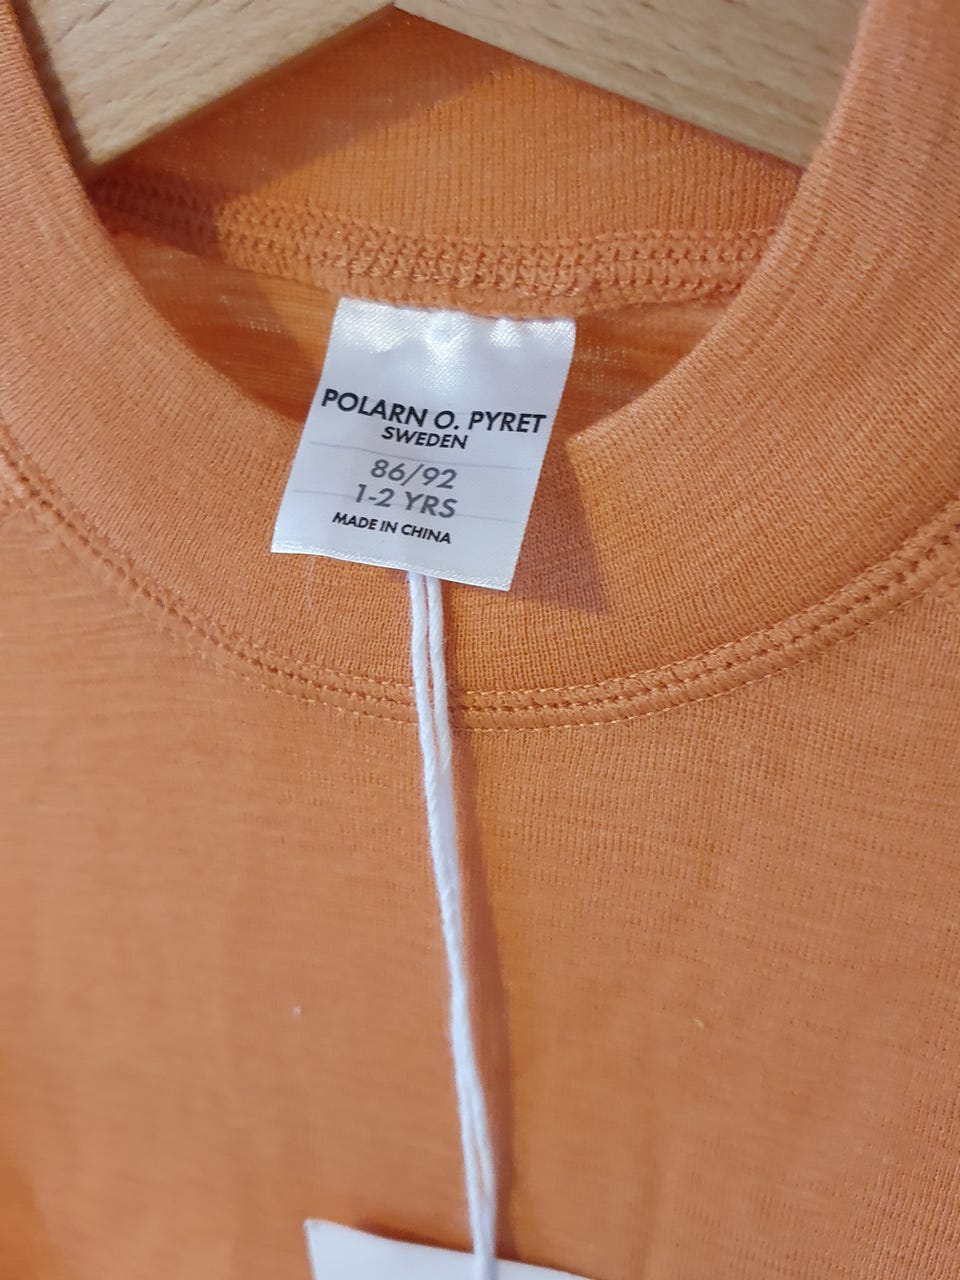 POLARN O. PYRET
SWEDEN
86/92
1-2 YRS
MADE IN CHINA